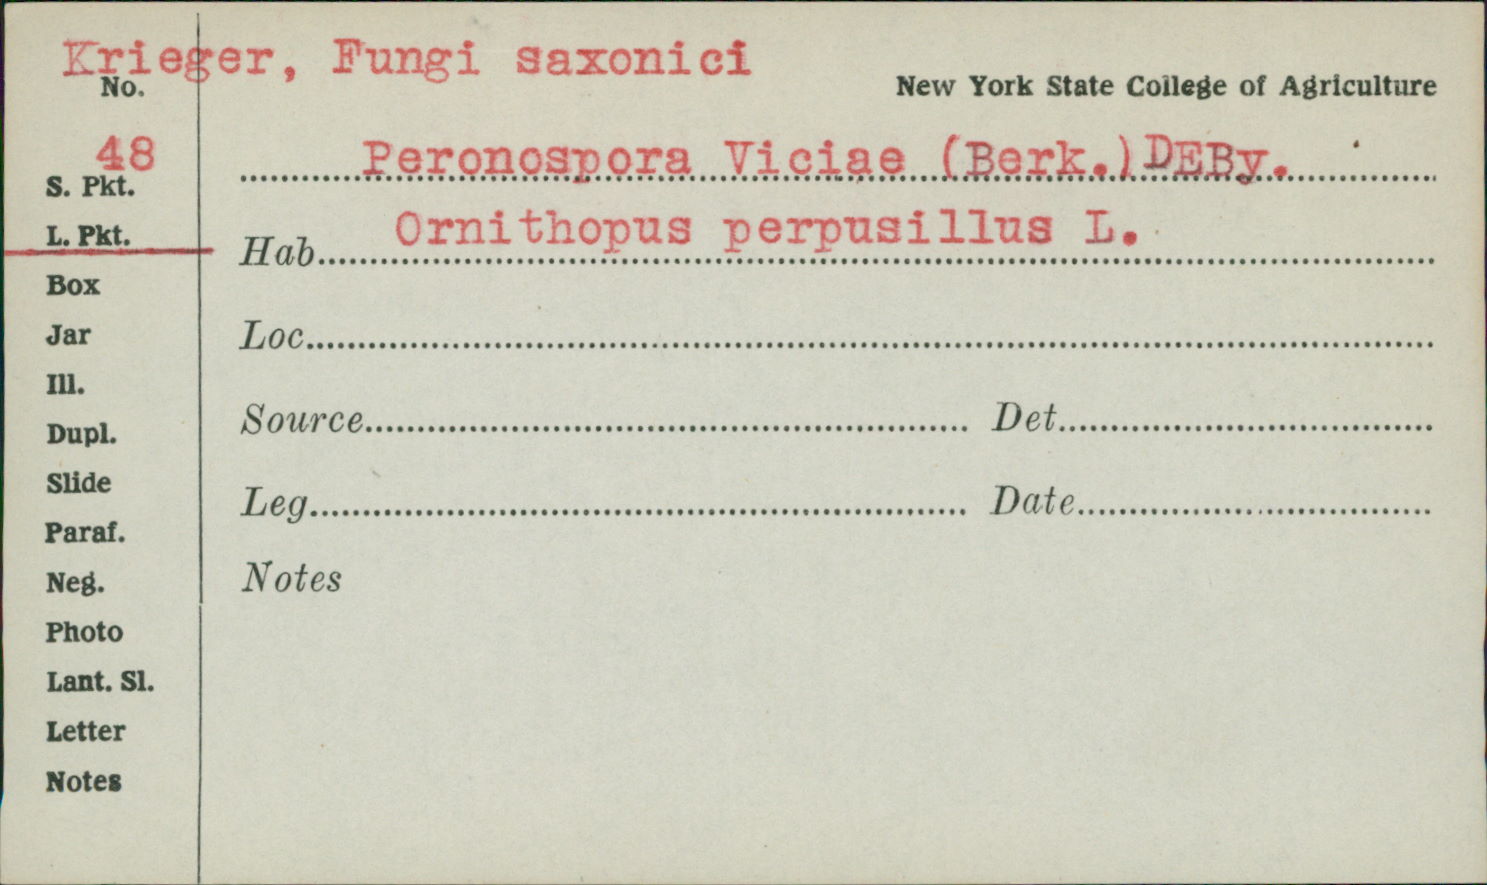 Krieger, Fungi saxonici
No.
New York State College of Agriculture
48
Peronospora Viciae (Berk.) DEBy.
S. Pkt.
L. Pkt.
Hab. Ornithopus perpusillus L.
Box
Jar
Loc.
Ill.
Dupl.
Source Det.
Slide
Leg. Date
Paraf.
Neg.
Notes
Photo
Lant. Sl.
Letter
Notes